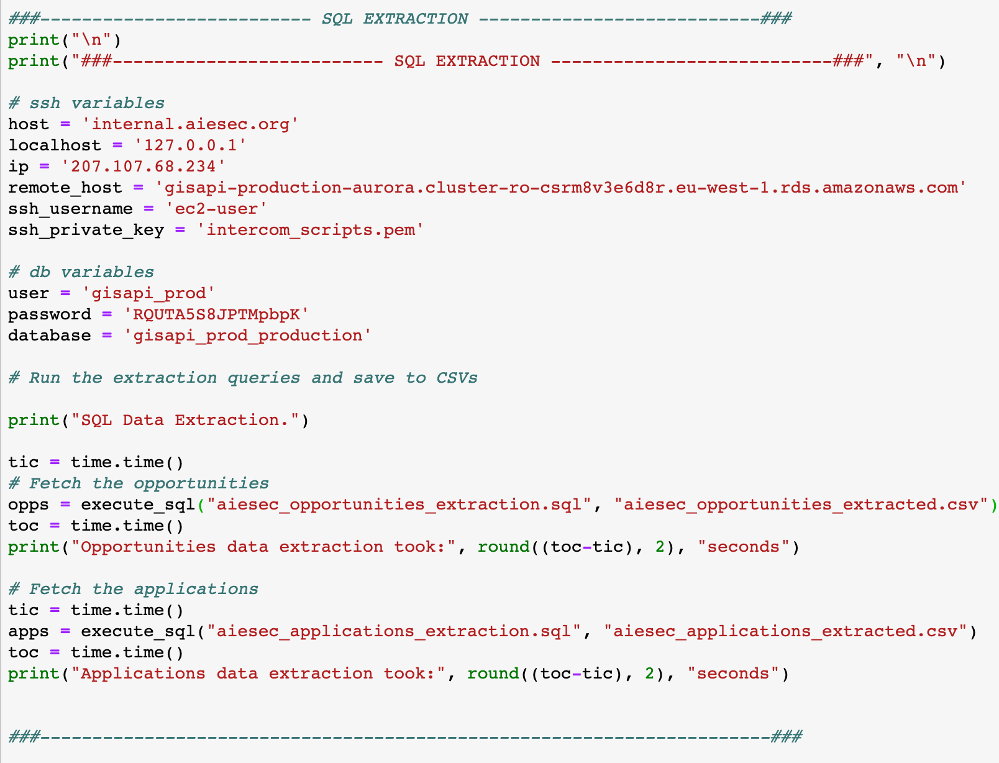 ###-------------------------- SQL EXTRACTION ---------------------------###
print("\n")
print("###-------------------------- SQL EXTRACTION ---------------------------###", "\n")
# ssh variables
host = 'internal.aiesec.org'
localhost = '127.0.0.1'
ip = '207.107.68.234'
remote_host = 'gisapi-production-aurora.cluster-ro-csrm8v3e6d8r.eu-west-1.rds.amazonaws.com'
ssh_username = 'ec2-user'
ssh_private_key = 'intercom_scripts.pem'
# db variables
user = 'gisapi_prod'
password = 'RQUTA5S8JPTMpbpK'
database = 'gisapi_prod_production'
# Run the extraction queries and save to CSVs
print("SQL Data Extraction.")
tic = time.time()
# Fetch the opportunities
opps = execute_sql("aiesec_opportunities_extraction.sql", "aiesec_opportunities_extracted.csv")
toc = time.time()
print("Opportunities data extraction took:", round((toc-tic), 2), "seconds")
# Fetch the applications
tic = time.time()
apps = execute_sql("aiesec_applications_extraction.sql", "aiesec_applications_extracted.csv")
toc = time.time()
print("Applications data extraction took:", round((toc-tic), 2), "seconds")
###----------------------------------------------------------------------###